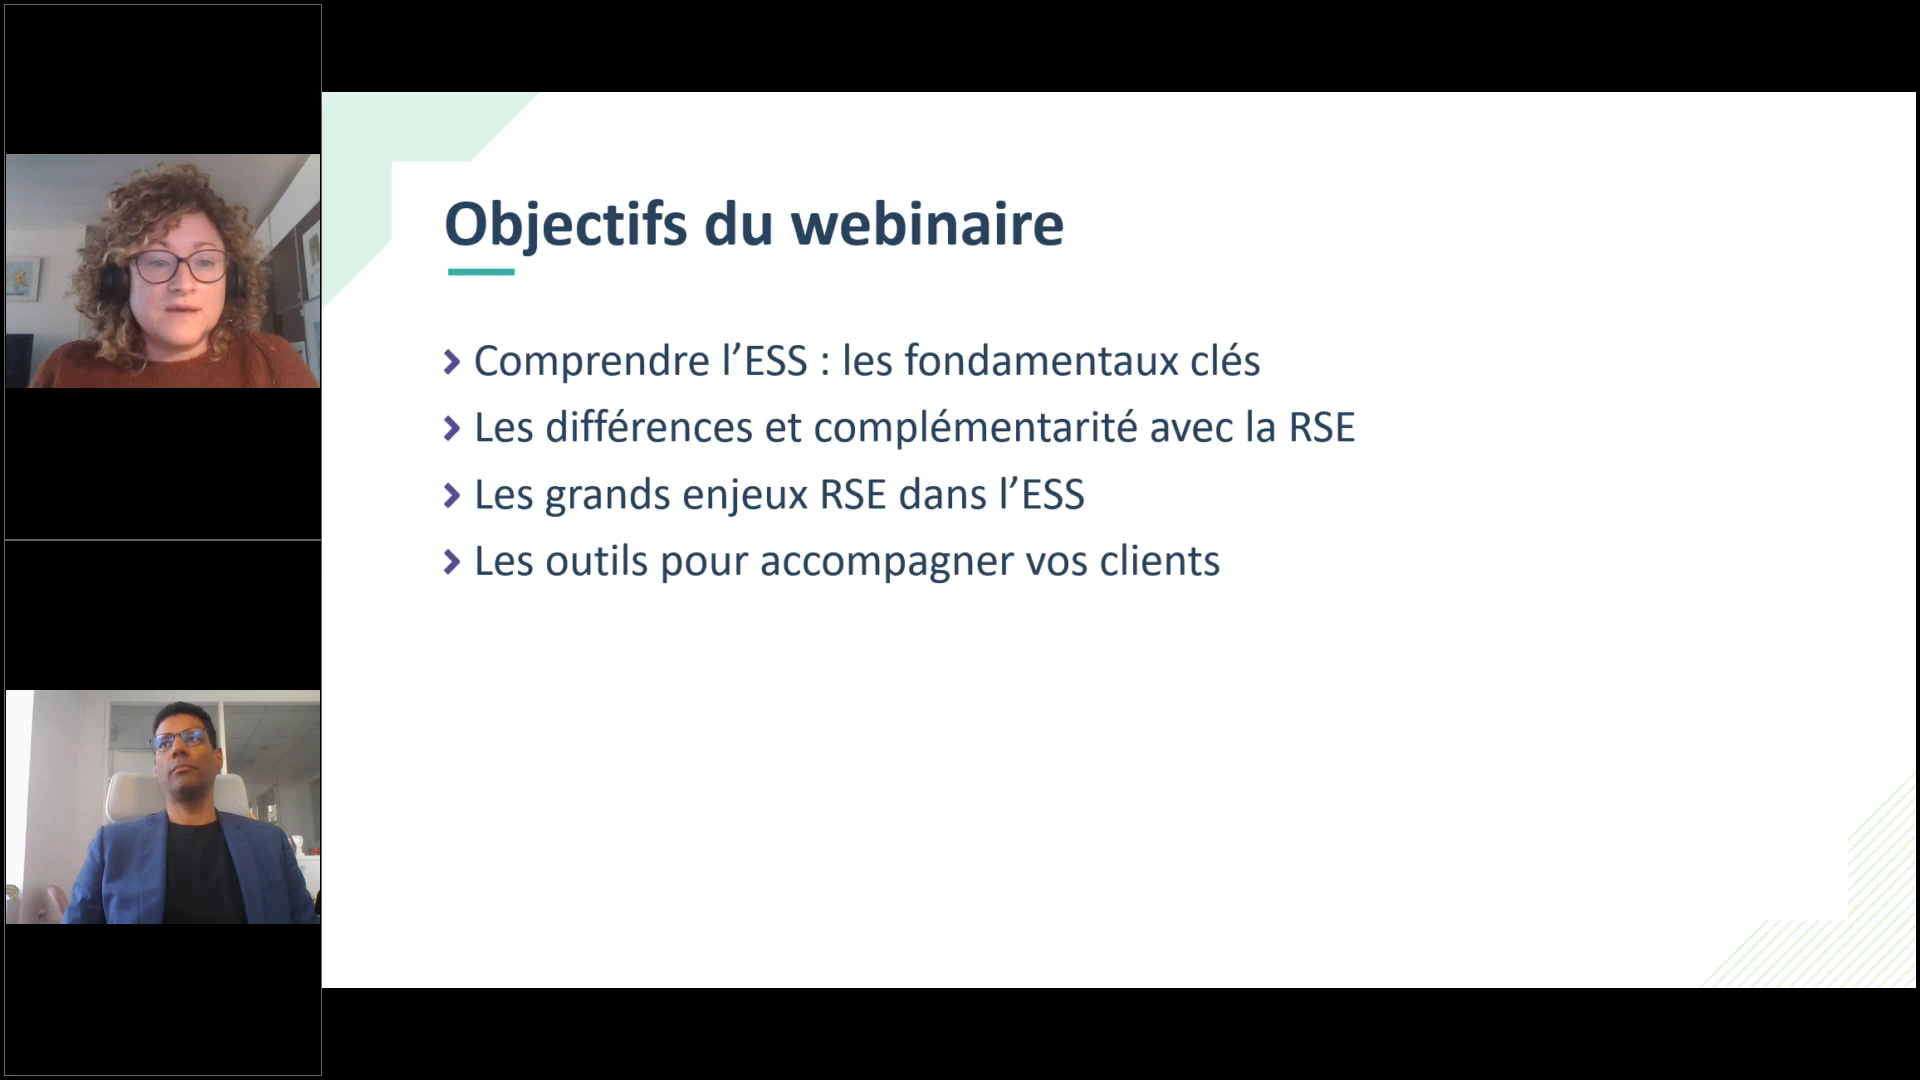 Objectifs du webinaire
Comprendre l’ESS : les fondamentaux clés
Les différences et complémentarité avec la RSE
Les grands enjeux RSE dans l’ESS
Les outils pour accompagner vos clients